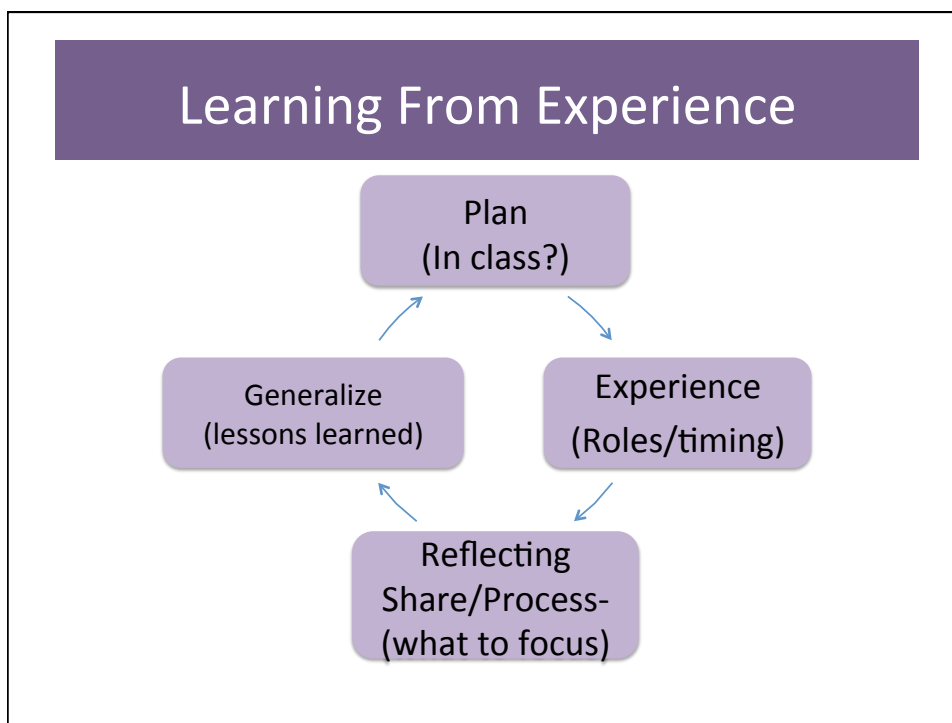 Learning From Experience
Plan
(In class?)
Experience
(Roles/timing)
Reflecting
Share/Process-
(what to focus)
Generalize
(lessons learned)